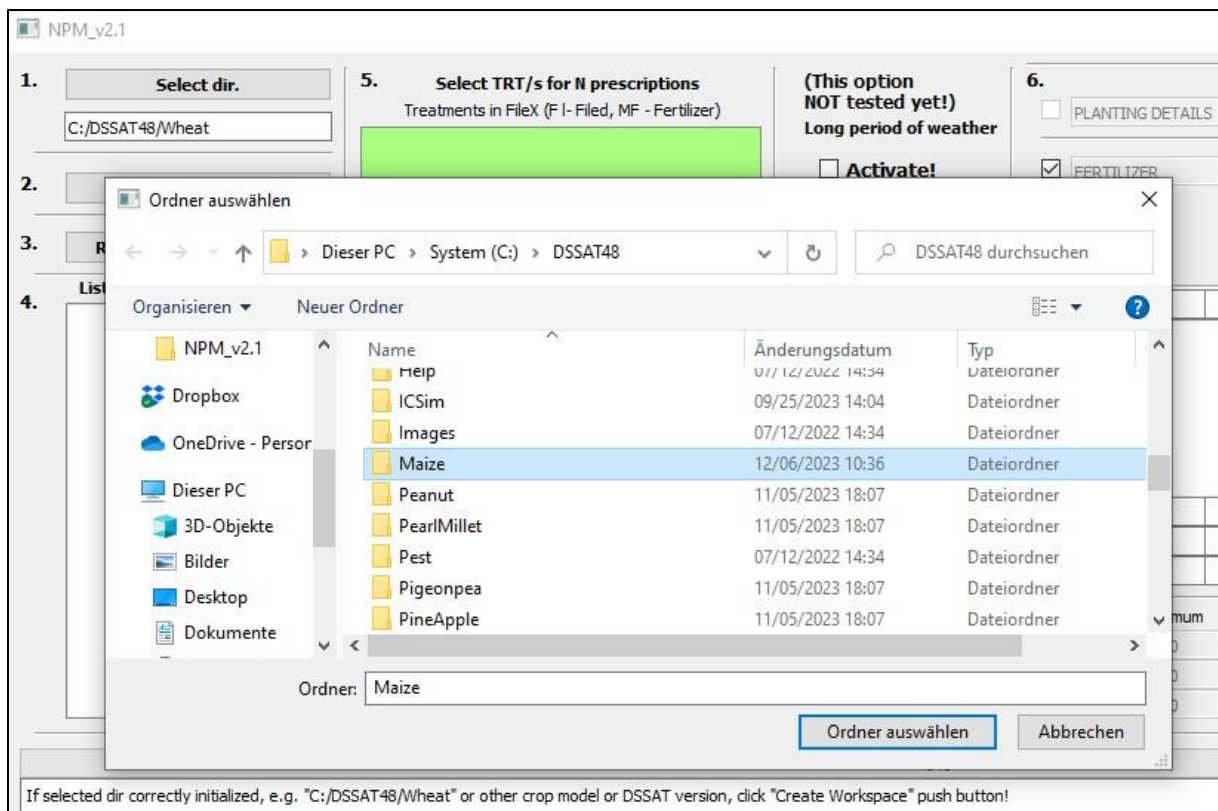 NPM_v2.1
1. Select dir.
C:/DSSAT48/Wheat
2.
3. R
4. List
5. Select TRT/s for N prescriptions
Treatments in FileX (F l- Filed, MF - Fertilizer)
(This option
NOT tested yet!)
Long period of weather
Activate!
6.
PLANTING DETAILS
FERTILIZER
Ordner auswählen
Dieser PC > System (C:) > DSSAT48
DSSAT48 durchsuchen
Organisieren Neuer Ordner
NPM_v2.1
Dropbox
OneDrive - Person
Dieser PC
3D-Objekte
Bilder
Desktop
Dokumente
Name Änderungsdatum Typ
Help 07/12/2022 14:34 Dateiordner
ICSim 09/25/2023 14:04 Dateiordner
Images 07/12/2022 14:34 Dateiordner
Maize 12/06/2023 10:36 Dateiordner
Peanut 11/05/2023 18:07 Dateiordner
PearlMillet 11/05/2023 18:07 Dateiordner
Pest 07/12/2022 14:34 Dateiordner
Pigeonpea 11/05/2023 18:07 Dateiordner
PineApple 11/05/2023 18:07 Dateiordner
mum
Ordner: Maize
Ordner auswählen Abbrechen
If selected dir correctly initialized, e.g. "C:/DSSAT48/Wheat" or other crop model or DSSAT version, click "Create Workspace" push button!